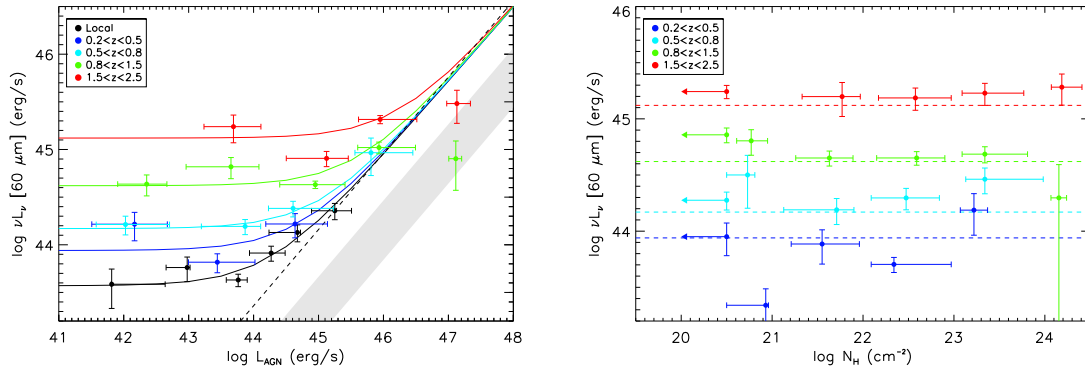 log νLν [60 μm] (erg/s)
46
45
44
Local
0.2<z<0.5
0.5<z<0.8
0.8<z<1.5
1.5<z<2.5
41 42 43 44 45 46 47 48
log LAGN (erg/s)
log νLν [60 μm] (erg/s)
46
45
44
0.2<z<0.5
0.5<z<0.8
0.8<z<1.5
1.5<z<2.5
20 21 22 23 24
log NH (cm⁻²)